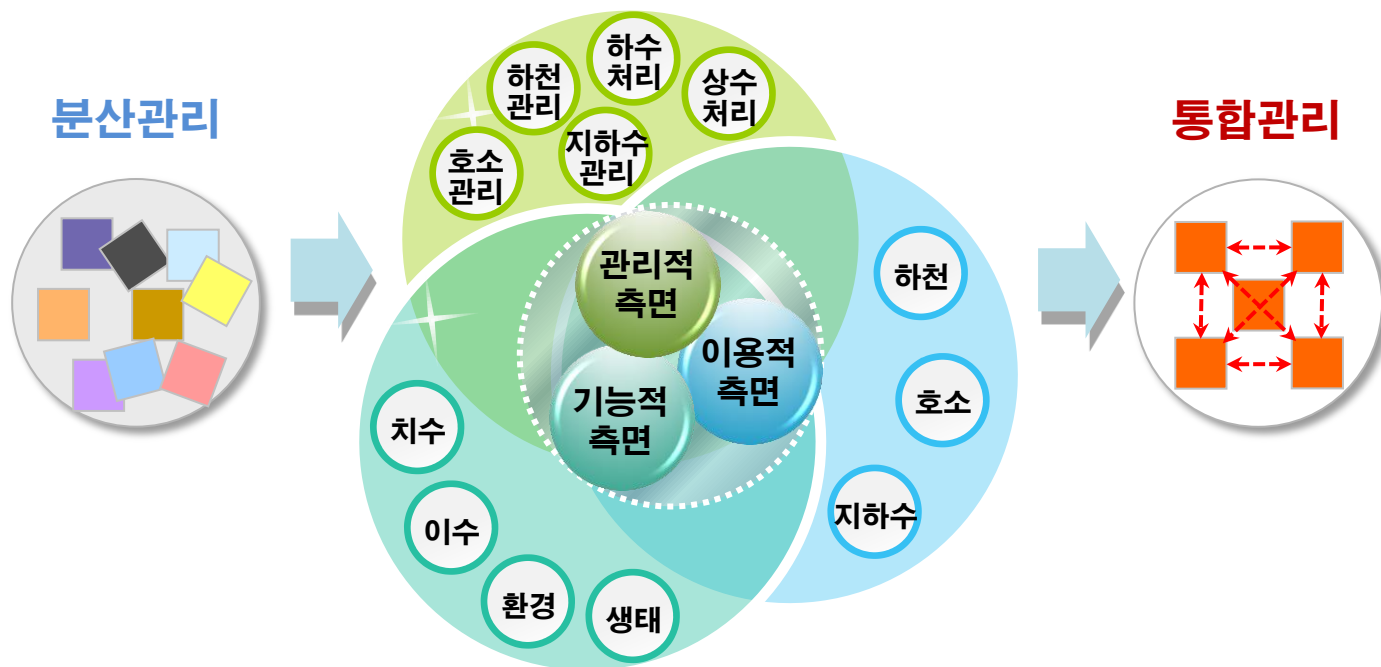 분산관리
하천
관리
하수
처리
상수
처리
호소
관리
지하수
관리
관리적
측면
이용적
측면
기능적
측면
하천
호소
지하수
치수
이수
환경
생태
통합관리